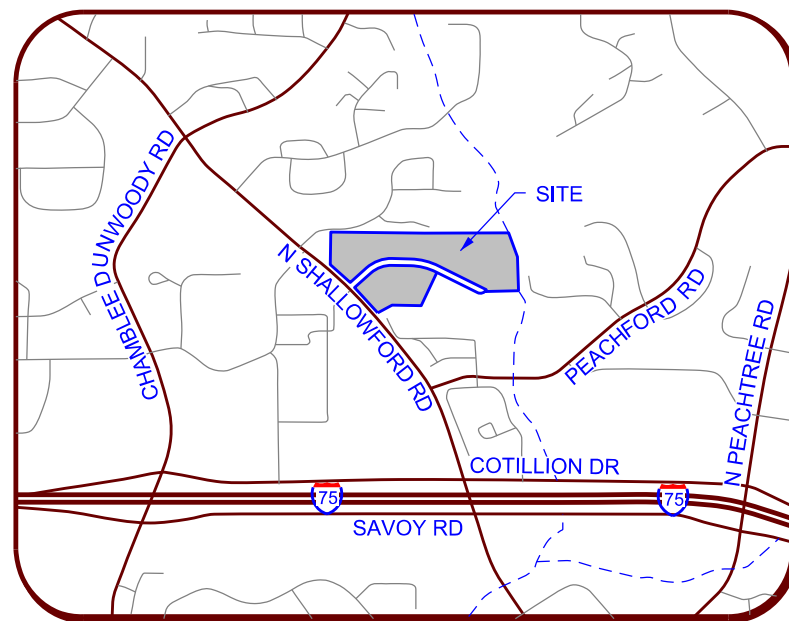 SITE
CHAMBLEE DUNWOODY RD
N SHALLOWFORD RD
PEACHFORD RD
N PEACHTREE RD
COTILLION DR
75
75
SAVOY RD